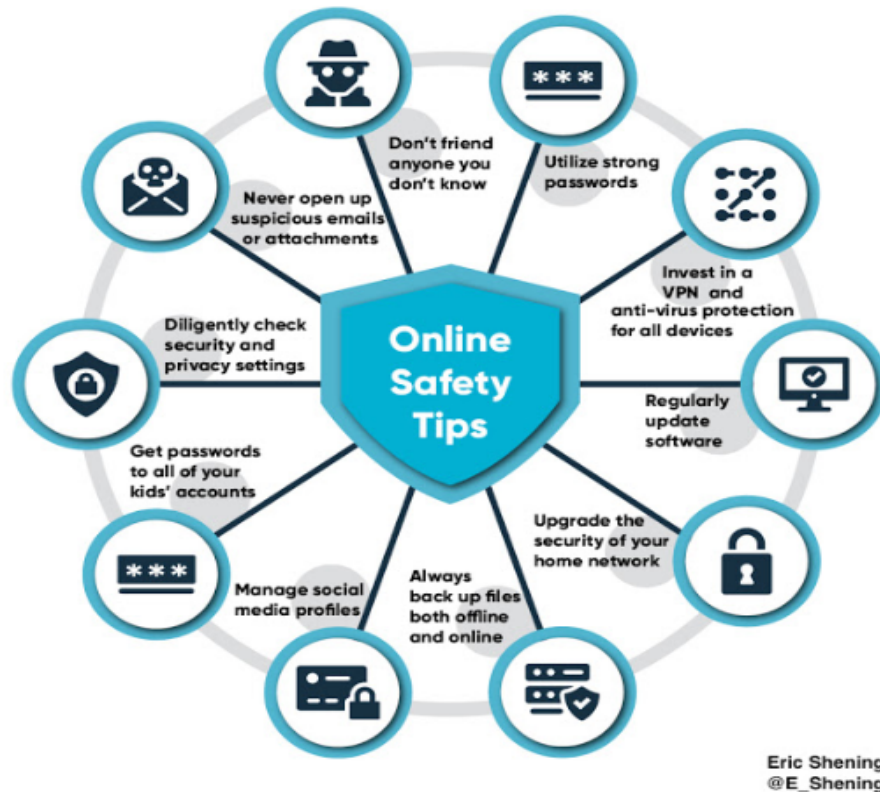 Online
Safety
Tips
Don't friend
anyone you
don't know
Utilize strong
passwords
Invest in a
VPN and
anti-virus protection
for all devices
Regularly
update
software
Upgrade the
security of your
home network
Always
back up files
both offline
and online
Manage social
media profiles
Get passwords
to all of your
kids' accounts
Diligently check
security and
privacy settings
Never open up
suspicious emails
or attachments
***
***
Eric Shening
@E_Shening